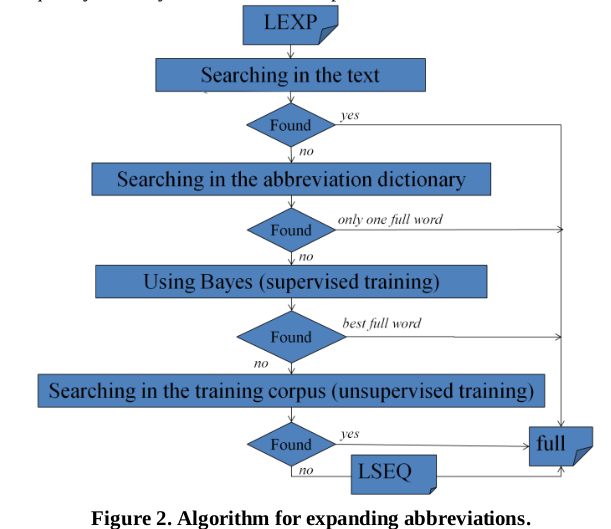 LEXP
Searching in the text
Found
yes
no
Searching in the abbreviation dictionary
Found
only one full word
no
Using Bayes (supervised training)
Found
best full word
no
Searching in the training corpus (unsupervised training)
Found
yes
full
no
LSEQ
Figure 2. Algorithm for expanding abbreviations.